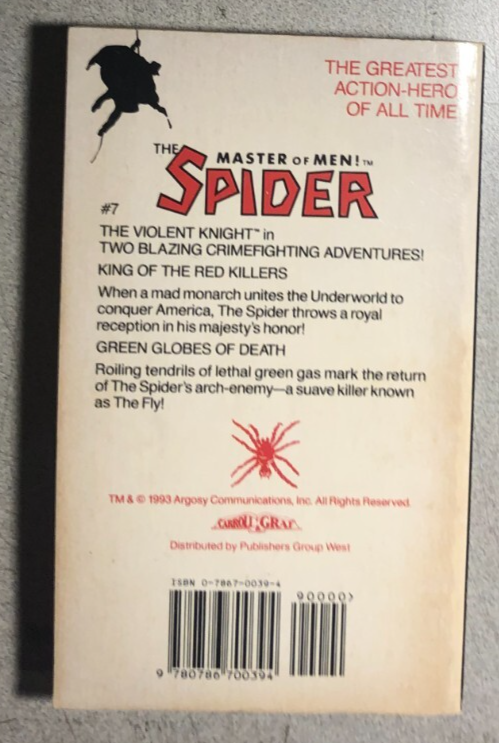 THE GREATEST
ACTION-HERO
OF ALL TIME
THE MASTER OF MEN!™
SPIDER
#7
THE VIOLENT KNIGHT™ in
TWO BLAZING CRIMEFIGHTING ADVENTURES!
KING OF THE RED KILLERS
When a mad monarch unites the Underworld to
conquer America, The Spider throws a royal
reception in his majesty's honor!
GREEN GLOBES OF DEATH
Roiling tendrils of lethal green gas mark the return
of The Spider's arch-enemy—a suave killer known
as The Fly!
TM & © 1993 Argosy Communications, Inc. All Rights Reserved.
CARROLL & GRAF
Distributed by Publishers Group West
ISBN 0-7867-0039-4
90000>
9 780786 700394